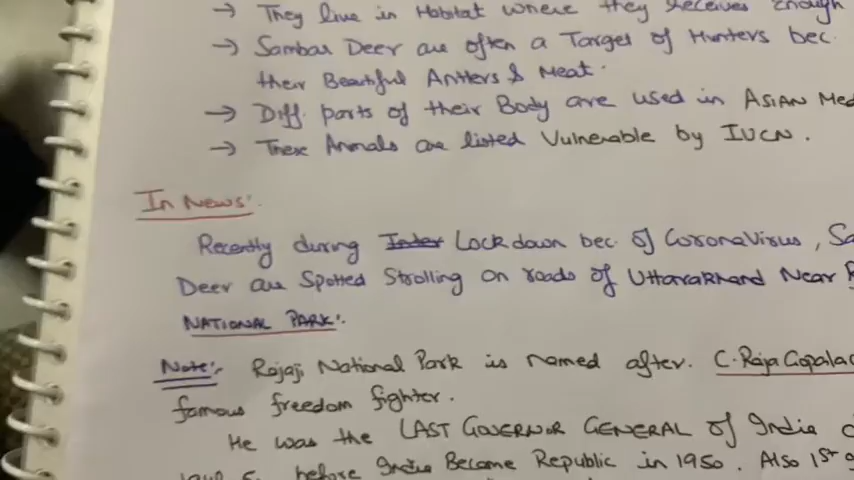 → They live in Habitat where they Receives enough
→ Sambar Deer are often a Target of Hunters bec.
their Beautiful Antlers & Meat.
→ Diff. parts of their Body are used in ASIAN Med
→ These Animals are listed Vulnerable by IUCN.
In News:
Recently during Lockdown bec. of CoronaVirus, Sa
Deer are Spotted Strolling on roads of Uttarakhand Near
NATIONAL PARK:
Note:- Rajaji National Park is named after. C. Raja Gopalac
famous freedom fighter.
He was the LAST GOVERNOR GENERAL of India
before India Become Republic in 1950. Also 1st